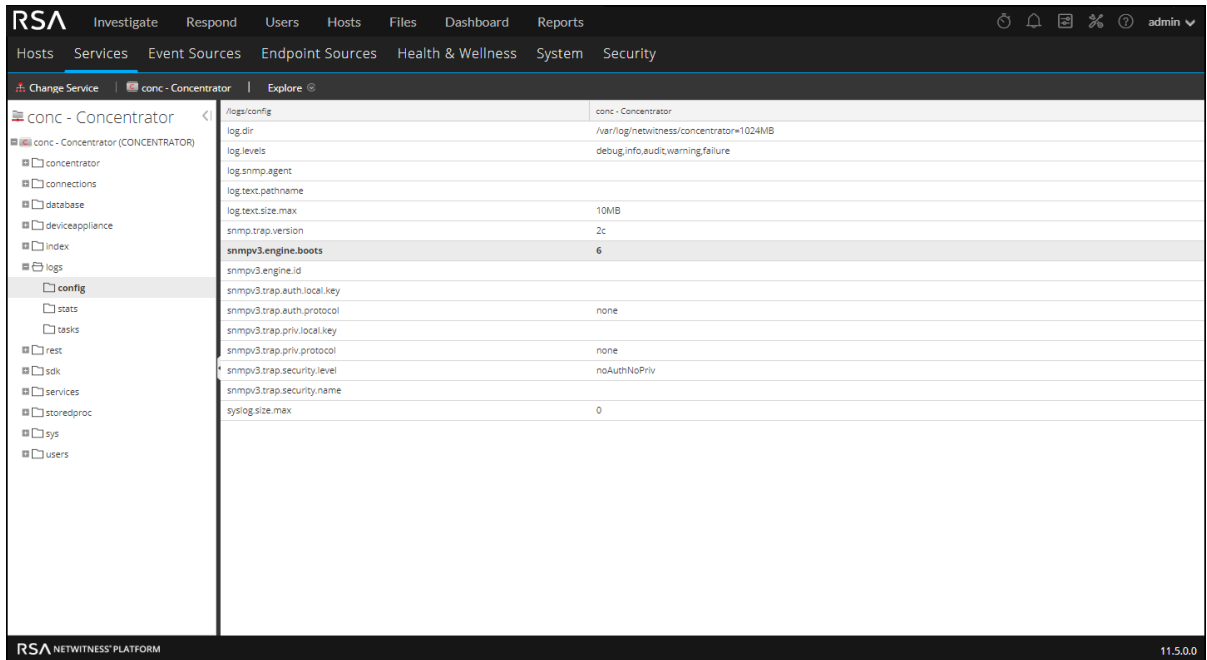 RSA Investigate Respond Users Hosts Files Dashboard Reports admin
Hosts Services Event Sources Endpoint Sources Health & Wellness System Security
Change Service | conc - Concentrator | Explore
conc - Concentrator
conc - Concentrator (CONCENTRATOR)
concentrator
connections
database
deviceappliance
index
logs
config
stats
tasks
rest
sdk
services
storedproc
sys
users
/logs/config conc - Concentrator
log.dir /var/log/netwitness/concentrator=1024MB
log.levels debug,info,audit,warning,failure
log.snmp.agent
log.text.pathname
log.text.size.max 10MB
snmp.trap.version 2c
snmpv3.engine.boots 6
snmpv3.engine.id
snmpv3.trap.auth.local.key
snmpv3.trap.auth.protocol none
snmpv3.trap.priv.local.key
snmpv3.trap.priv.protocol none
snmpv3.trap.security.level noAuthNoPriv
snmpv3.trap.security.name
syslog.size.max 0
RSA NETWITNESS® PLATFORM 11.5.0.0